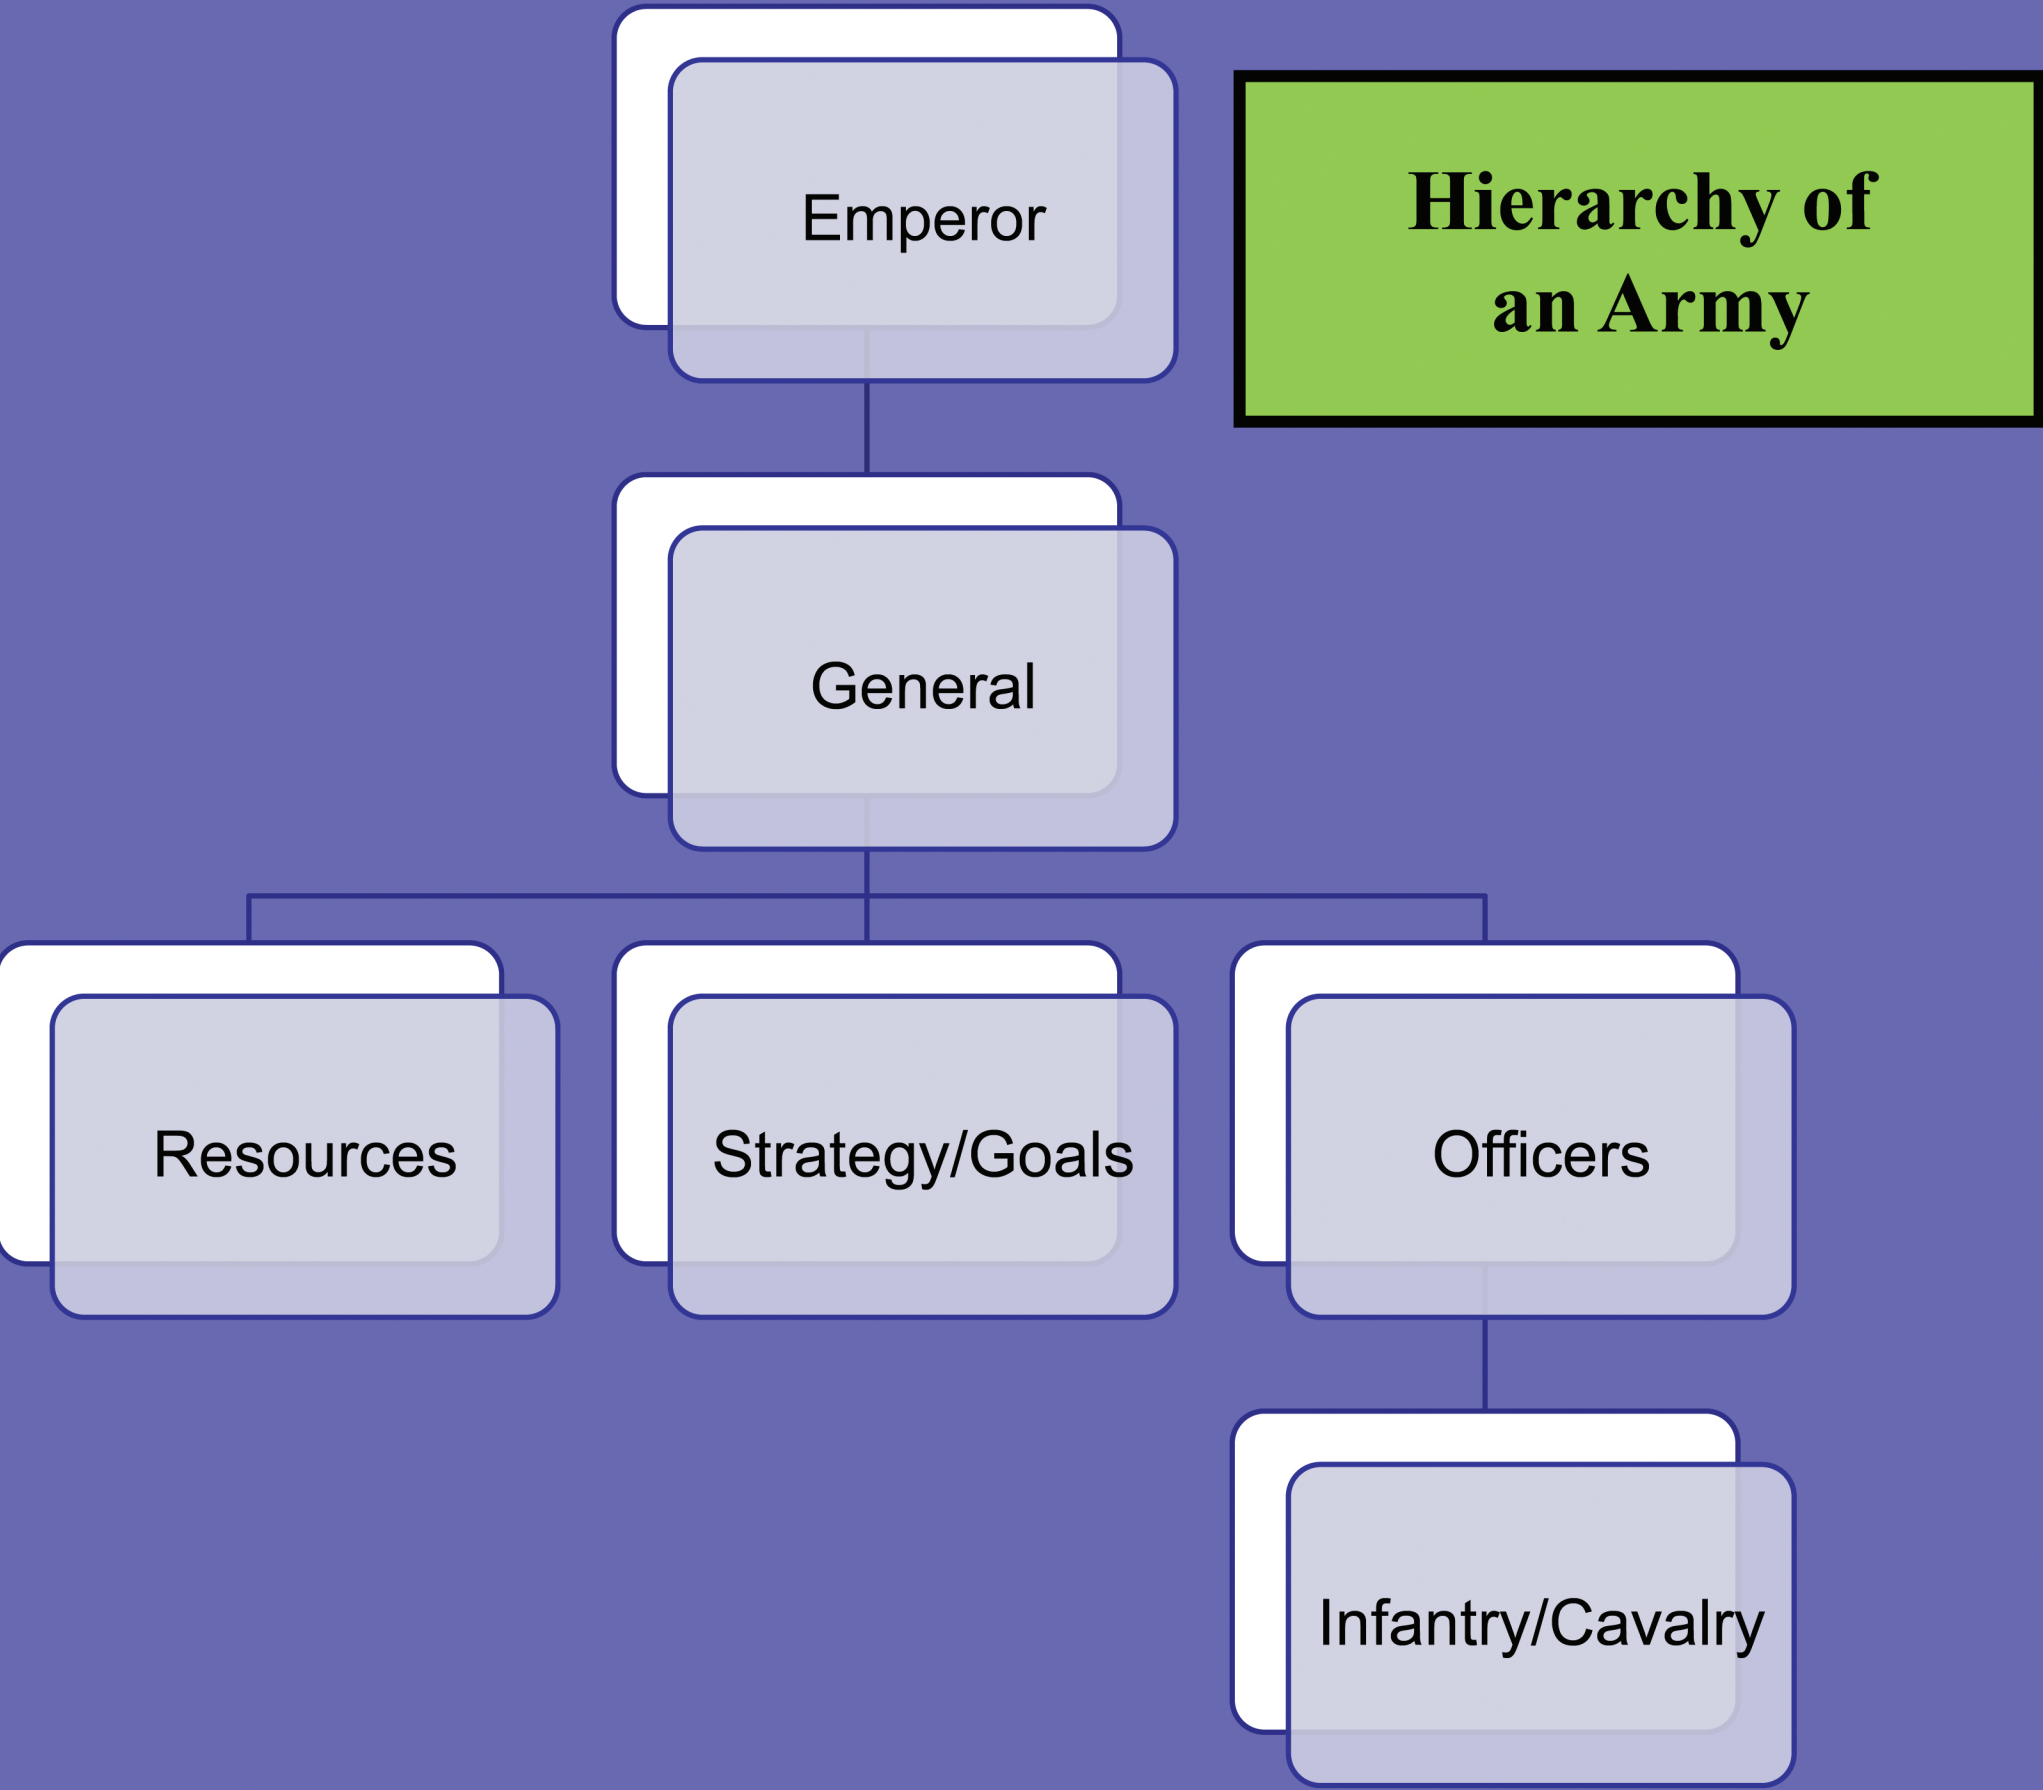 Emperor
Hierarchy of
an Army
General
Resources
Strategy/Goals
Officers
Infantry/Cavalry